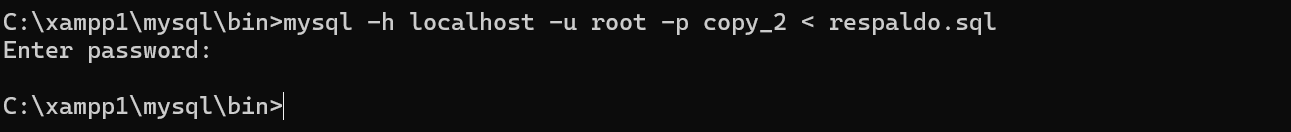 C:\xampp1\mysql\bin>mysql -h localhost -u root -p copy_2 < respaldo.sql
Enter password:
C:\xampp1\mysql\bin>